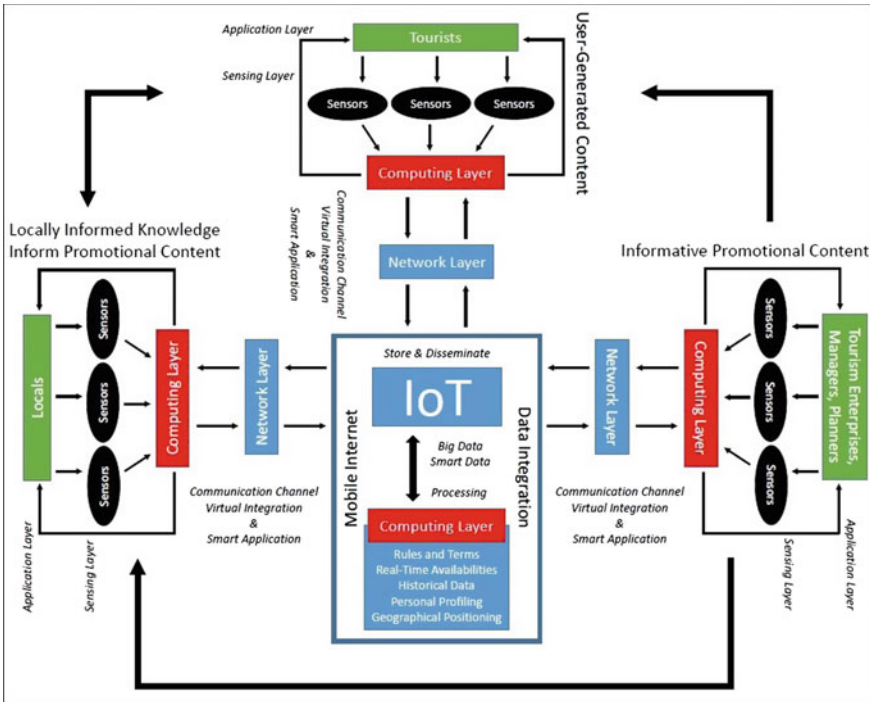 Application Layer
Tourists
Sensing Layer
Sensors
Sensors
Sensors
Computing Layer
User-Generated Content
Communication Channel
Virtual Integration
&
Smart Application
Network Layer
Locally Informed Knowledge
Inform Promotional Content
Locals
Sensors
Sensors
Sensors
Computing Layer
Network Layer
Communication Channel
Virtual Integration
&
Smart Application
Application Layer
Sensing Layer
Store & Disseminate
IoT
Mobile Internet
Data Integration
Big Data
Smart Data
Processing
Computing Layer
Rules and Terms
Real-Time Availabilities
Historical Data
Personal Profiling
Geographical Positioning
Informative Promotional Content
Network Layer
Computing Layer
Sensors
Sensors
Sensors
Tourism Enterprises,
Managers, Planners
Communication Channel
Virtual Integration
&
Smart Application
Sensing Layer
Application Layer